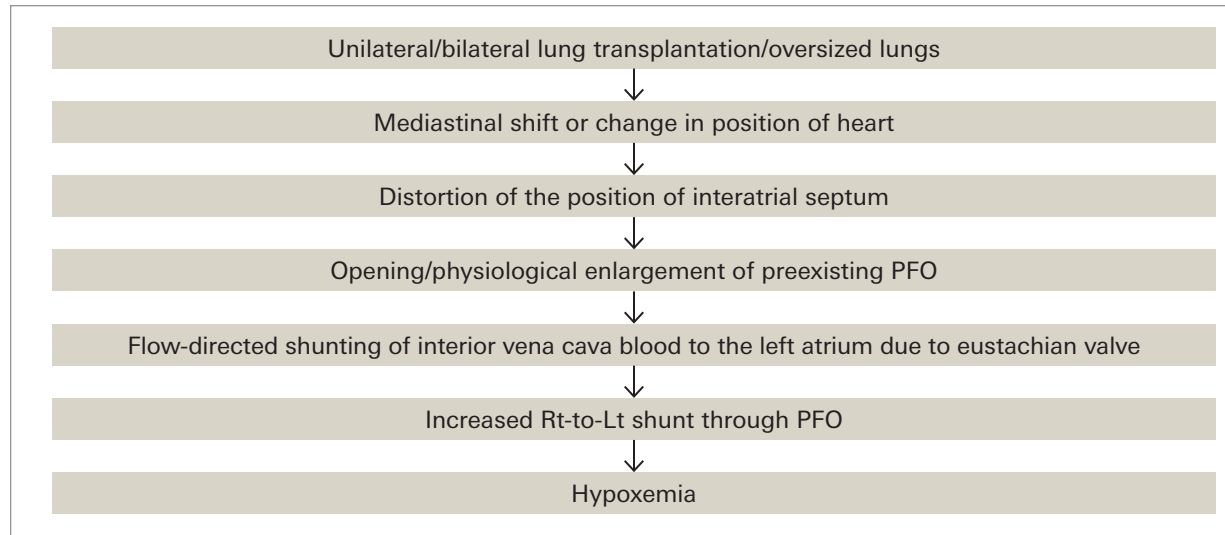 Unilateral/bilateral lung transplantation/oversized lungs
Mediastinal shift or change in position of heart
Distortion of the position of interatrial septum
Opening/physiological enlargement of preexisting PFO
Flow-directed shunting of interior vena cava blood to the left atrium due to eustachian valve
Increased Rt-to-Lt shunt through PFO
Hypoxemia